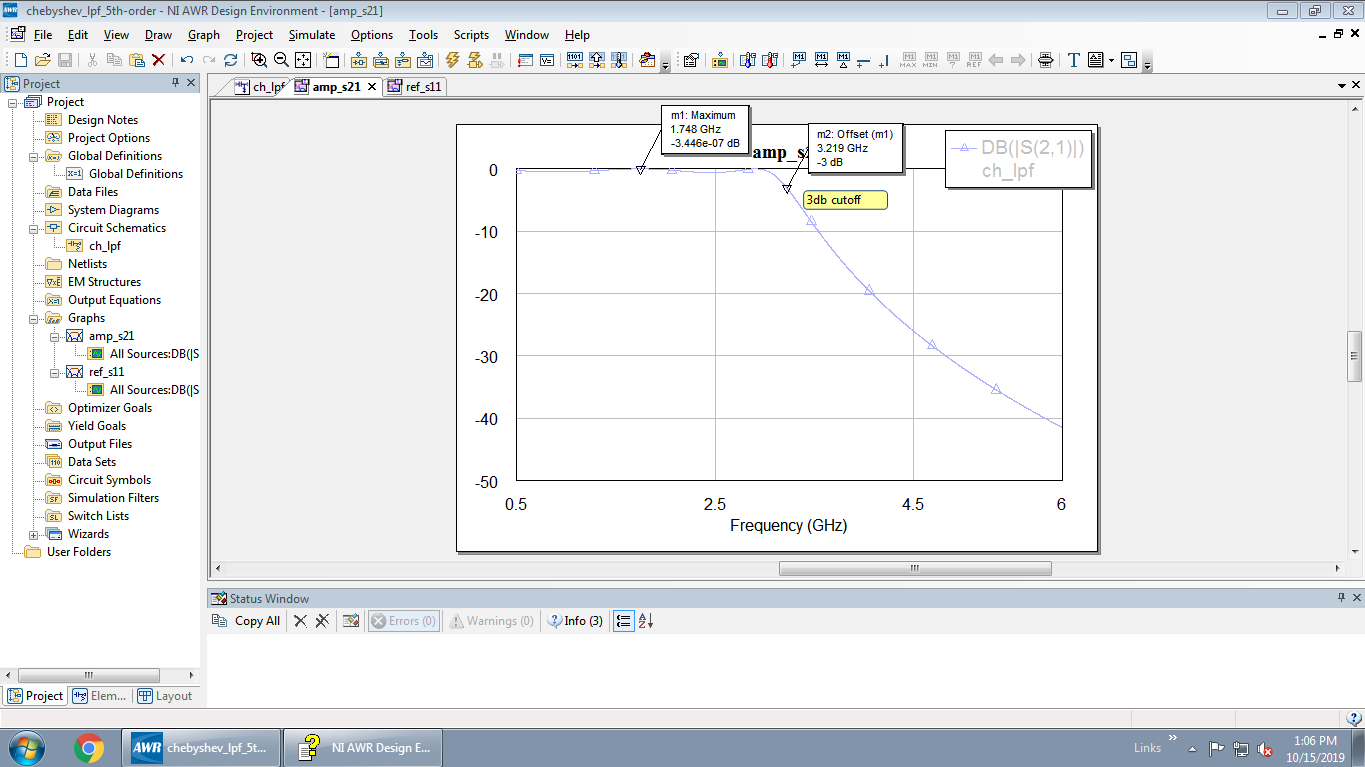 chebyshev_lpf_5th-order - NI AWR Design Environment - [amp_s21]
File Edit View Draw Graph Project Simulate Options Tools Scripts Window Help
Project
ch_lpf amp_s21 ref_s11
Project
Design Notes
Project Options
Global Definitions
Global Definitions
Data Files
System Diagrams
Circuit Schematics
ch_lpf
Netlists
EM Structures
Output Equations
Graphs
amp_s21
All Sources:DB(|S
ref_s11
All Sources:DB(|S
Optimizer Goals
Yield Goals
Output Files
Data Sets
Circuit Symbols
Simulation Filters
Switch Lists
Wizards
User Folders
Project Elem... Layout
m1: Maximum
1.748 GHz
-3.446e-07 dB
amp_s
m2: Offset (m1)
3.219 GHz
-3 dB
DB(|S(2,1)|)
ch_lpf
3db cutoff
0
-10
-20
-30
-40
-50
0.5 2.5 4.5 6
Frequency (GHz)
Status Window
Copy All Errors (0) Warnings (0) Info (3)
AWR chebyshev_lpf_5t... NI AWR Design E... Links
1:06 PM
10/15/2019